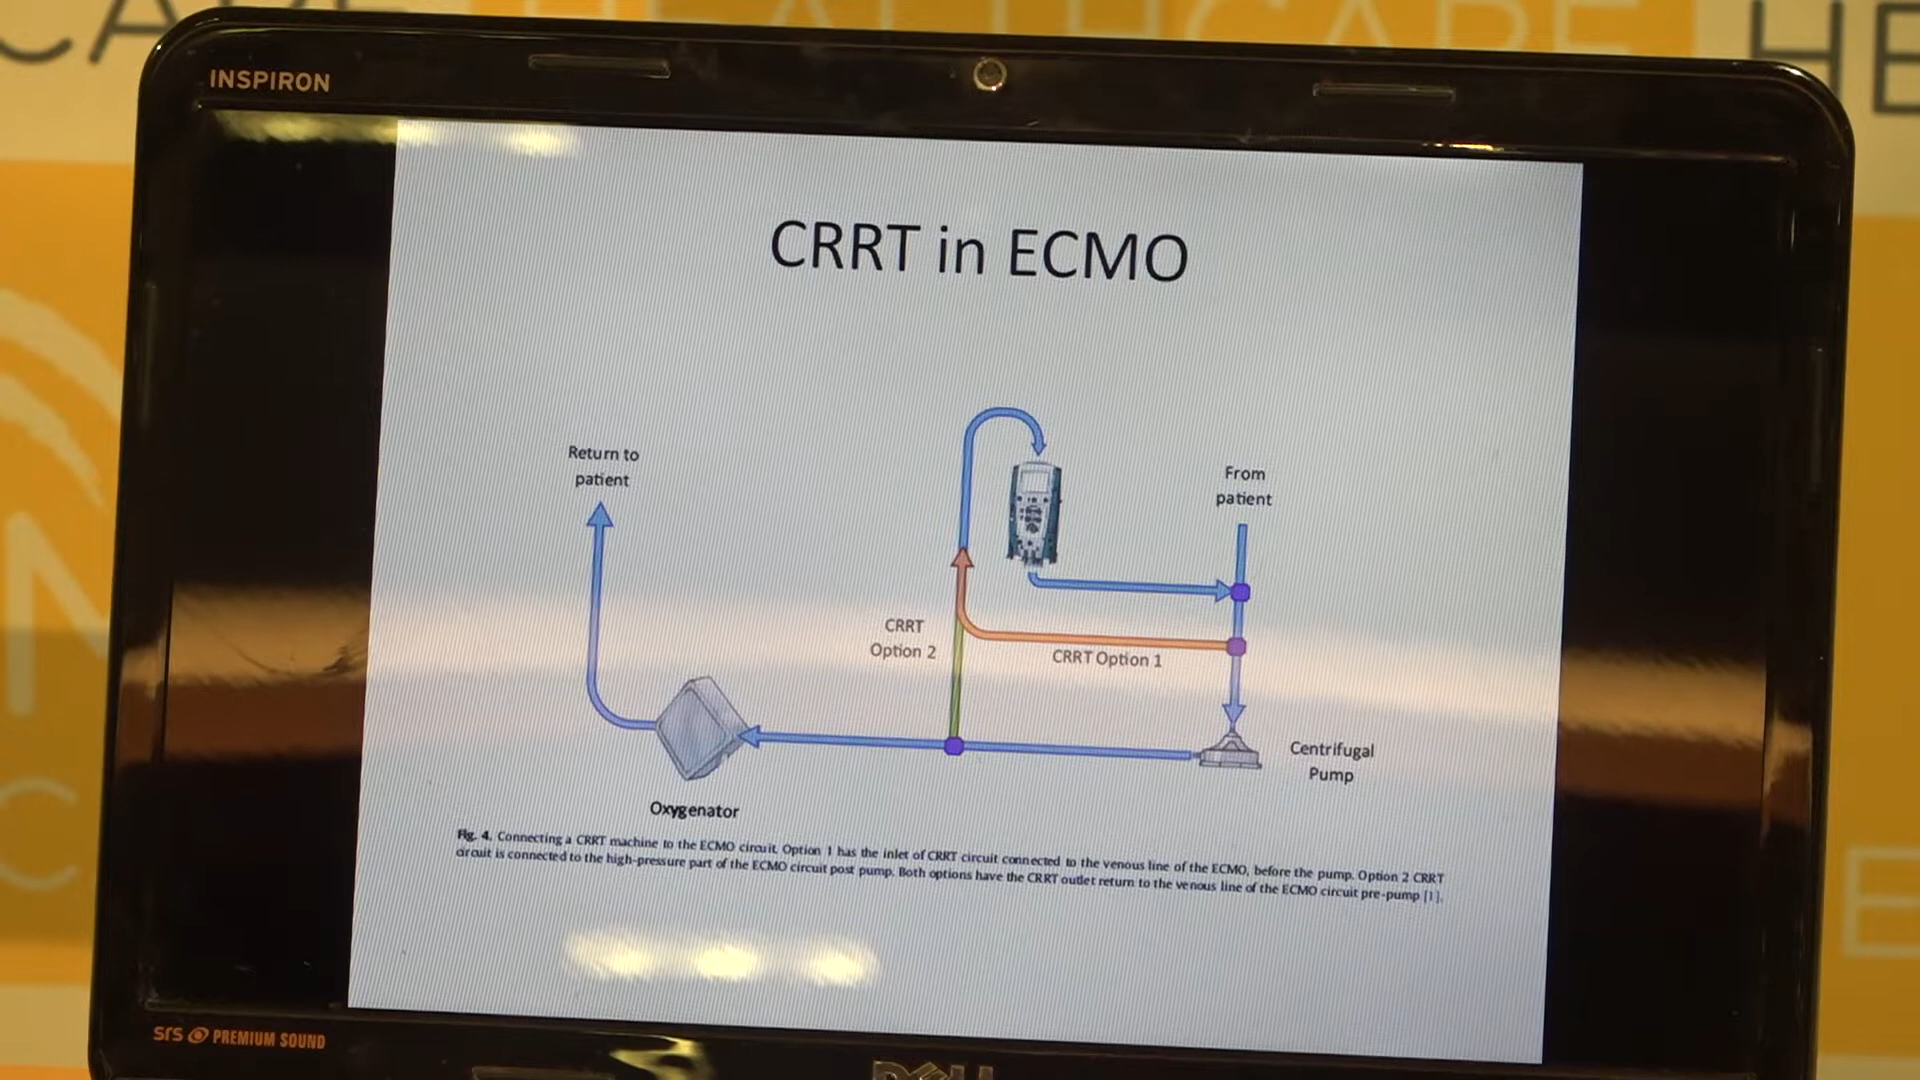 CARE HEALTHCARE HE
INSPIRON
CRRT in ECMO
Return to
patient
From
patient
CRRT
Option 2
CRRT Option 1
Centrifugal
Pump
Oxygenator
Fig. 4. Connecting a CRRT machine to the ECMO circuit. Option 1 has the inlet of CRRT circuit connected to the venous line of the ECMO, before the pump. Option 2 CRRT
circuit is connected to the high-pressure part of the ECMO circuit post pump. Both options have the CRRT outlet return to the venous line of the ECMO circuit pre-pump [1].
SRS PREMIUM SOUND
DELL